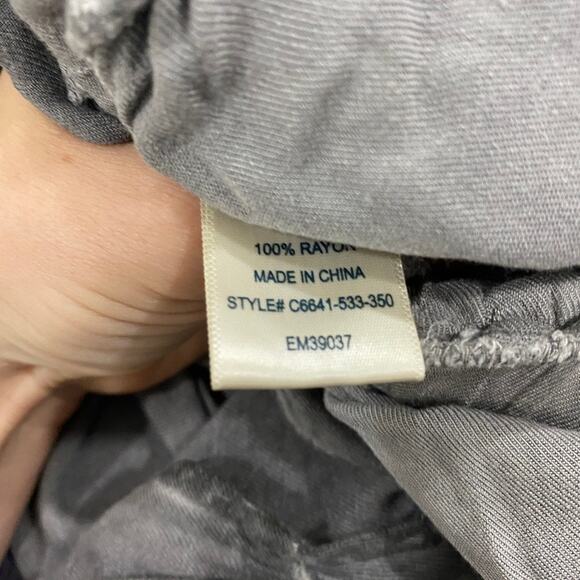 100% RAYON
MADE IN CHINA
STYLE# C6641-533-350
EM39037